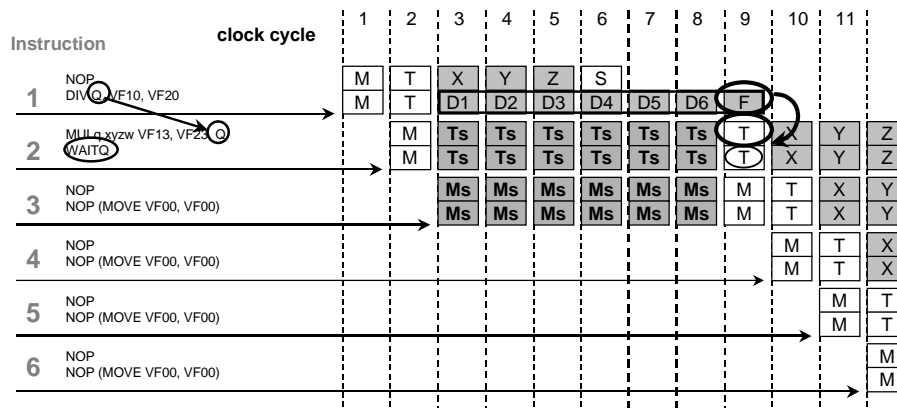 1 2 3 4 5 6 7 8 9 10 11
clock cycle
Instruction
NOP M T X Y Z S
1 DIV Q, VF10, VF20 M T D1 D2 D3 D4 D5 D6 F
MULq.xyzw VF13, VF23, Q M Ts Ts Ts Ts Ts Ts T X Y Z
2 WAITQ M Ts Ts Ts Ts Ts Ts T X Y Z
NOP Ms Ms Ms Ms Ms Ms M T X Y
3 NOP (MOVE VF00, VF00) Ms Ms Ms Ms Ms Ms M T X Y
NOP M T X
4 NOP (MOVE VF00, VF00) M T X
NOP M T
5 NOP (MOVE VF00, VF00) M T
NOP M
6 NOP (MOVE VF00, VF00) M